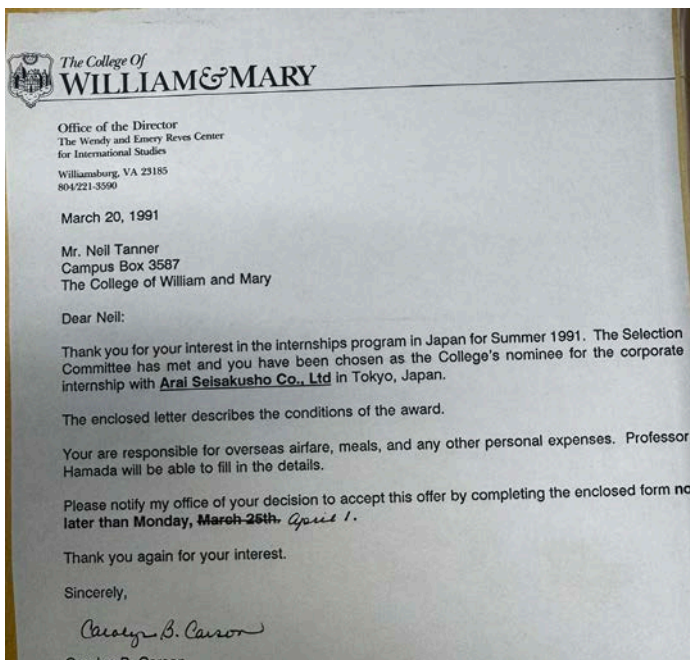 The College Of
WILLIAM&MARY
Office of the Director
The Wendy and Emery Reves Center
for International Studies
Williamsburg, VA 23185
804/221-3590
March 20, 1991
Mr. Neil Tanner
Campus Box 3587
The College of William and Mary
Dear Neil:
Thank you for your interest in the internships program in Japan for Summer 1991. The Selection
Committee has met and you have been chosen as the College's nominee for the corporate
internship with Arai Seisakusho Co., Ltd in Tokyo, Japan.
The enclosed letter describes the conditions of the award.
Your are responsible for overseas airfare, meals, and any other personal expenses. Professor
Hamada will be able to fill in the details.
Please notify my office of your decision to accept this offer by completing the enclosed form no
later than Monday, March 25th. April 1.
Thank you again for your interest.
Sincerely,
Carolyn B. Carson